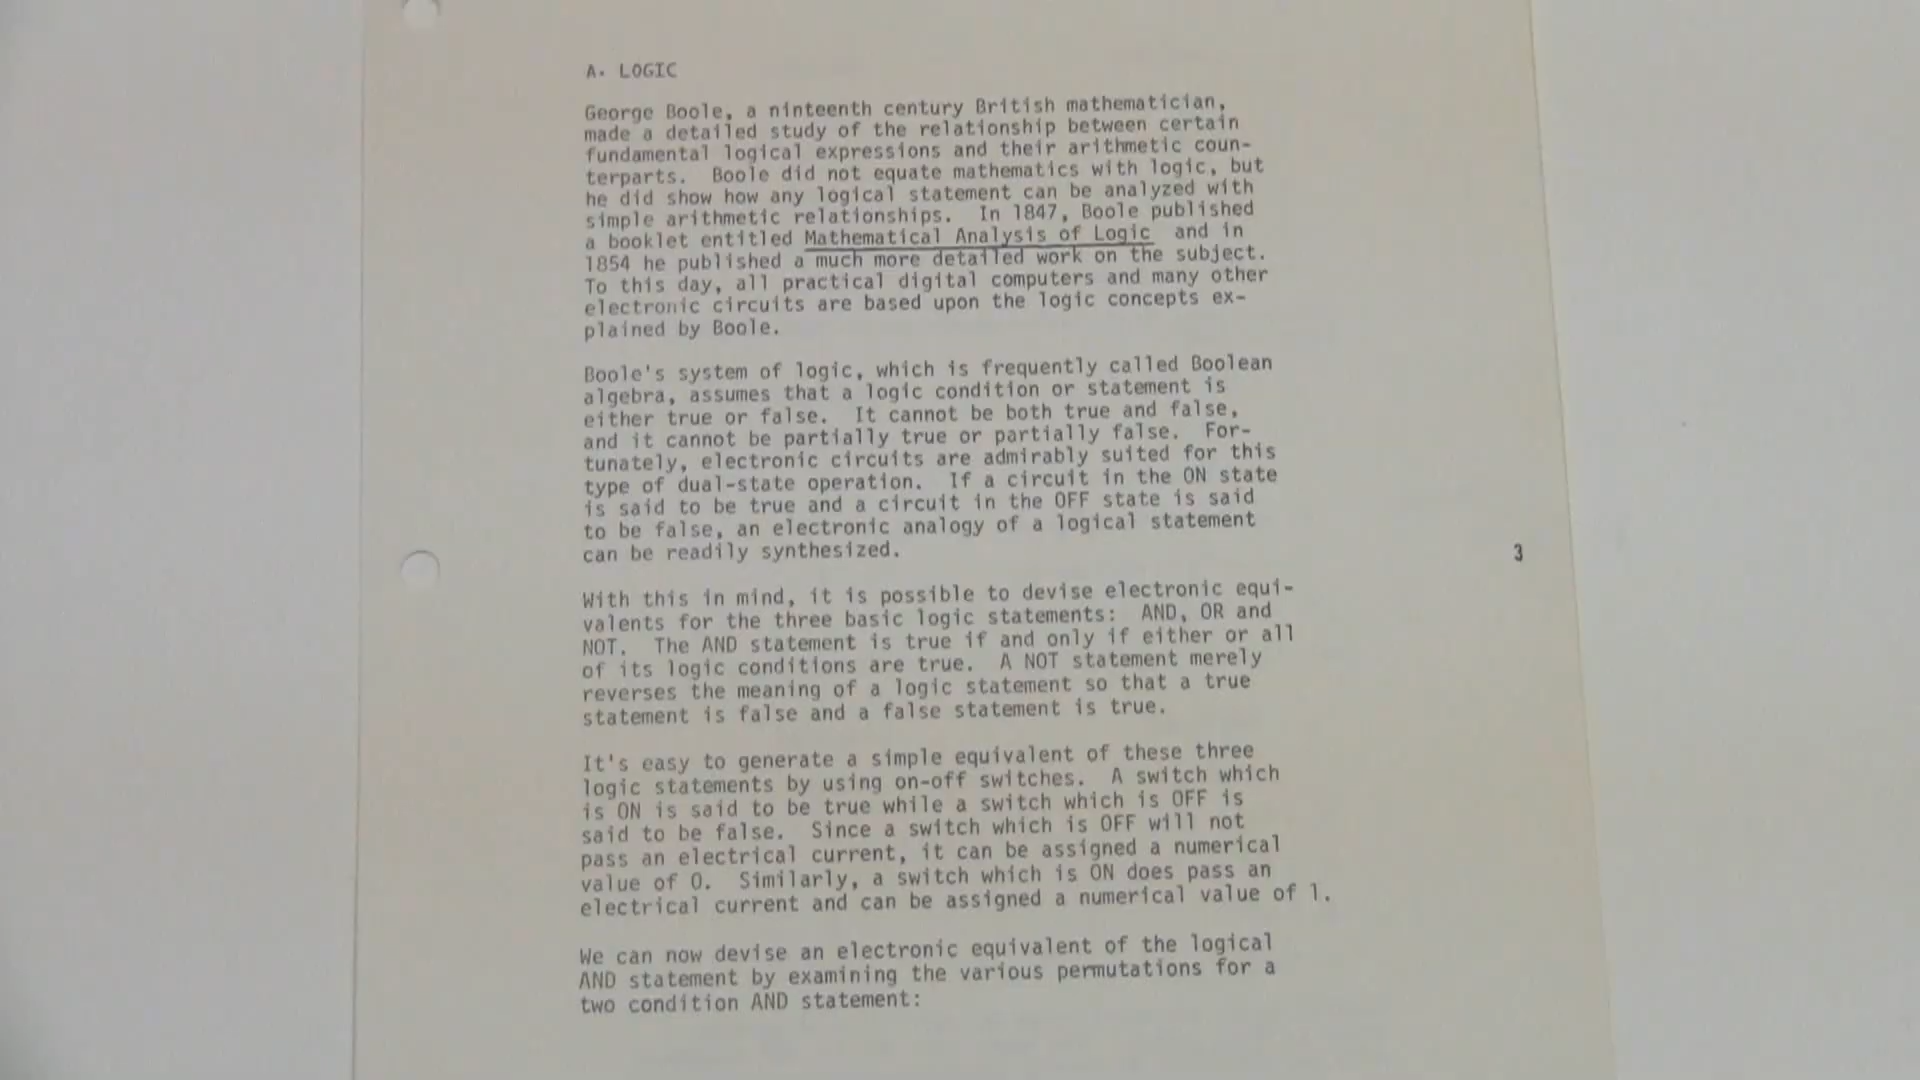 A. LOGIC
George Boole, a ninteenth century British mathematician,
made a detailed study of the relationship between certain
fundamental logical expressions and their arithmetic coun-
terparts. Boole did not equate mathematics with logic, but
he did show how any logical statement can be analyzed with
simple arithmetic relationships. In 1847, Boole published
a booklet entitled Mathematical Analysis of Logic and in
1854 he published a much more detailed work on the subject.
To this day, all practical digital computers and many other
electronic circuits are based upon the logic concepts ex-
plained by Boole.
Boole's system of logic, which is frequently called Boolean
algebra, assumes that a logic condition or statement is
either true or false. It cannot be both true and false,
and it cannot be partially true or partially false. For-
tunately, electronic circuits are admirably suited for this
type of dual-state operation. If a circuit in the ON state
is said to be true and a circuit in the OFF state is said
to be false, an electronic analogy of a logical statement
can be readily synthesized.
3
With this in mind, it is possible to devise electronic equi-
valents for the three basic logic statements: AND, OR and
NOT. The AND statement is true if and only if either or all
of its logic conditions are true. A NOT statement merely
reverses the meaning of a logic statement so that a true
statement is false and a false statement is true.
It's easy to generate a simple equivalent of these three
logic statements by using on-off switches. A switch which
is ON is said to be true while a switch which is OFF is
said to be false. Since a switch which is OFF will not
pass an electrical current, it can be assigned a numerical
value of 0. Similarly, a switch which is ON does pass an
electrical current and can be assigned a numerical value of 1.
We can now devise an electronic equivalent of the logical
AND statement by examining the various permutations for a
two condition AND statement: